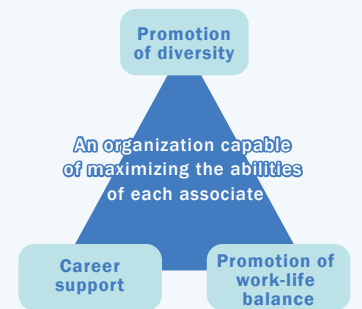 Promotion
of diversity
An organization capable
of maximizing the abilities
of each associate
Career
support
Promotion of
work-life
balance